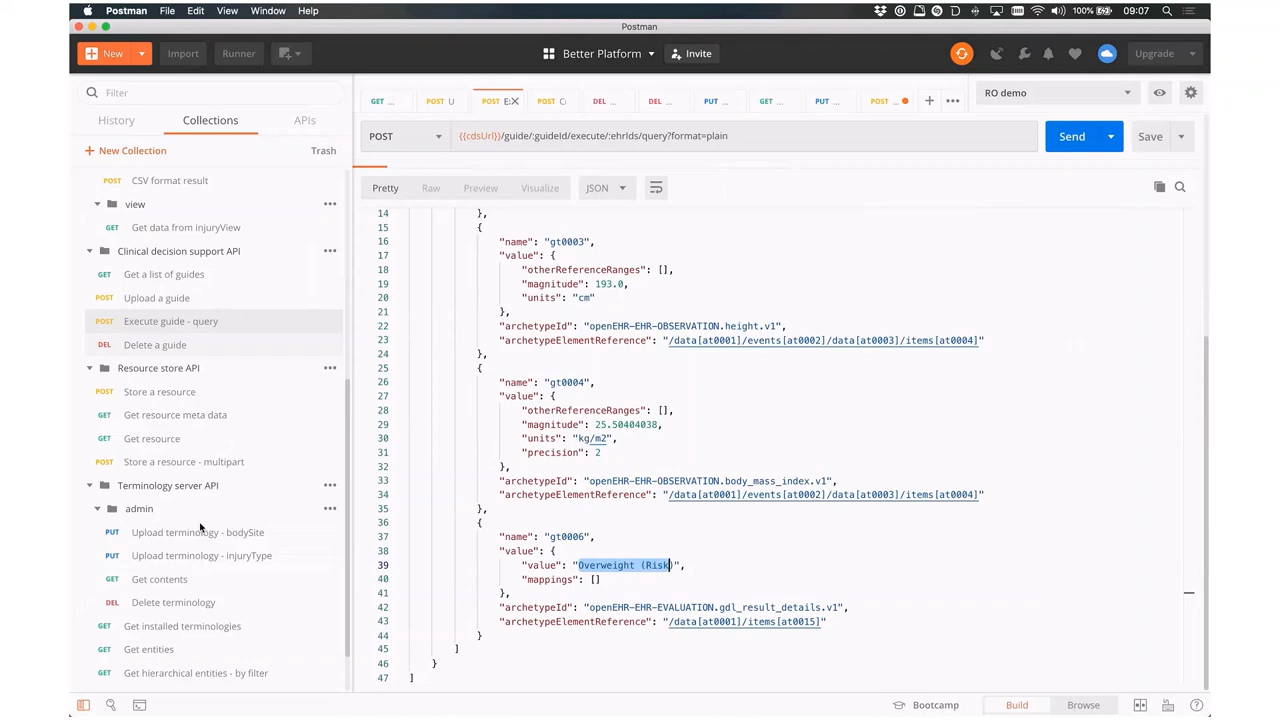 Postman File Edit View Window Help 100% 09:07
Postman
New Import Runner Better Platform Invite Upgrade
Filter
History Collections APIs
New Collection Trash
POST CSV format result
view
GET Get data from injuryView
Clinical decision support API
GET Get a list of guides
POST Upload a guide
POST Execute guide - query
DEL Delete a guide
Resource store API
POST Store a resource
GET Get resource meta data
GET Get resource
POST Store a resource - multipart
Terminology server API
admin
PUT Upload terminology - bodySite
PUT Upload terminology - injuryType
GET Get contents
DEL Delete terminology
GET Get installed terminologies
GET Get entities
GET Get hierarchical entities - by filter
GET ... POST U POST E: POST C DEL ... DEL ... PUT ... GET ... PUT ... POST ... RO demo
POST {{cdsUrl}}/guide/:guideId/execute/:ehrIds/query?format=plain Send Save
Pretty Raw Preview Visualize JSON
14 },
15 {
16 "name": "gt0003",
17 "value": {
18 "otherReferenceRanges": [],
19 "magnitude": 193.0,
20 "units": "cm"
21 },
22 "archetypeId": "openEHR-EHR-OBSERVATION.height.v1",
23 "archetypeElementReference": "/data[at0001]/events[at0002]/data[at0003]/items[at0004]"
24 },
25 {
26 "name": "gt0004",
27 "value": {
28 "otherReferenceRanges": [],
29 "magnitude": 25.50404038,
30 "units": "kg/m2",
31 "precision": 2
32 },
33 "archetypeId": "openEHR-EHR-OBSERVATION.body_mass_index.v1",
34 "archetypeElementReference": "/data[at0001]/events[at0002]/data[at0003]/items[at0004]"
35 },
36 {
37 "name": "gt0006",
38 "value": {
39 "value": "Overweight (Risk)",
40 "mappings": []
41 },
42 "archetypeId": "openEHR-EHR-EVALUATION.gdl_result_details.v1",
43 "archetypeElementReference": "/data[at0001]/items[at0015]"
44 }
45 ]
46 }
47 ]
Bootcamp Build Browse